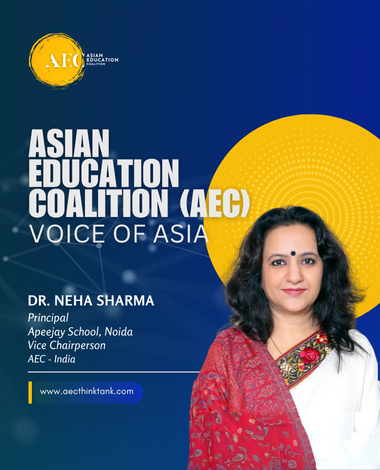 AEC
ASIAN
EDUCATION
COALITION
ASIAN
EDUCATION
COALITION (AEC)
VOICE OF ASIA
DR. NEHA SHARMA
Principal
Apeejay School, Noida
Vice Chairperson
AEC - India
www.aecthinktank.com